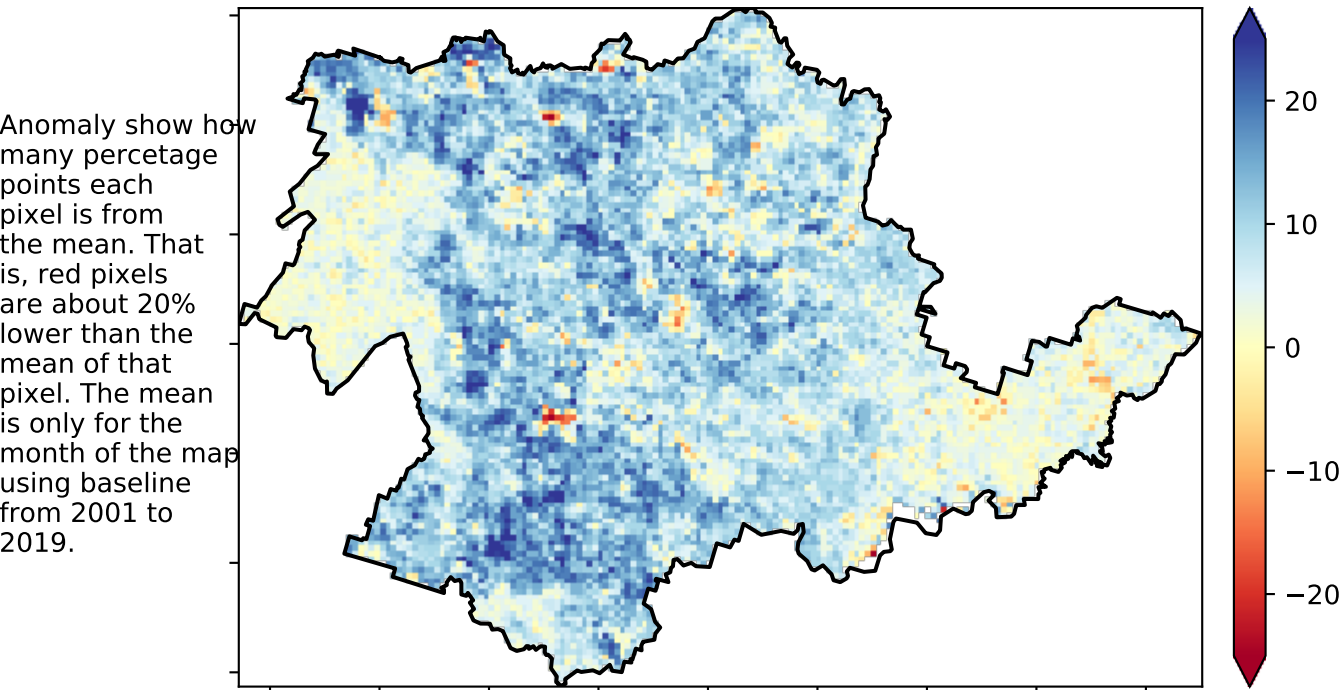 Anomaly show how
many percetage
points each
pixel is from
the mean. That
is, red pixels
are about 20%
lower than the
mean of that
pixel. The mean
is only for the
month of the map
using baseline
from 2001 to
2019.
20
10
0
−10
−20